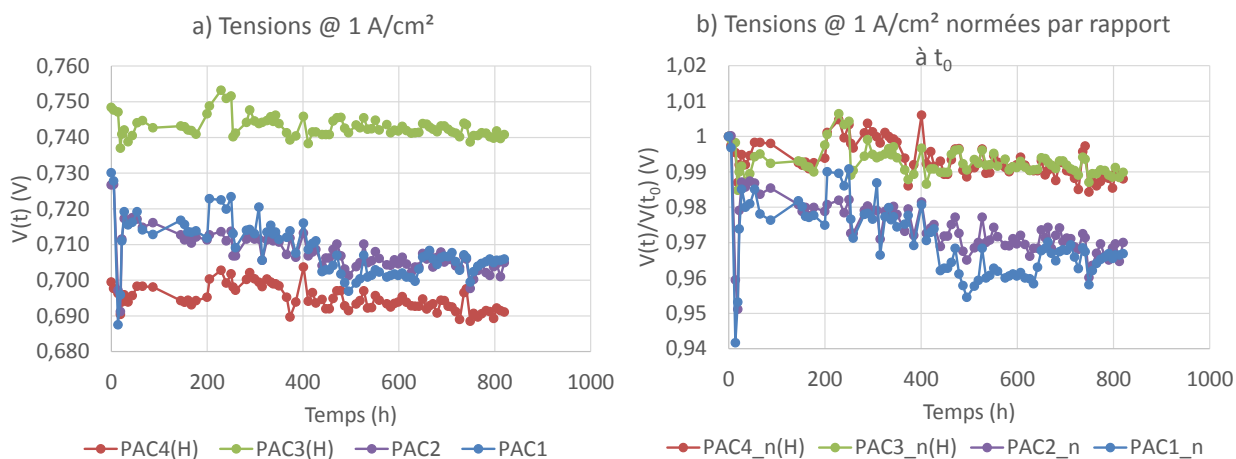 a) Tensions @ 1 A/cm²
V(t) (V)
0,760
0,750
0,740
0,730
0,720
0,710
0,700
0,690
0,680
0
200
400
600
800
1000
Temps (h)
PAC4(H)
PAC3(H)
PAC2
PAC1
b) Tensions @ 1 A/cm² normées par rapport
à t₀
V(t)/V(t₀) (V)
1,02
1,01
1
0,99
0,98
0,97
0,96
0,95
0,94
0
200
400
600
800
1000
Temps (h)
PAC4_n(H)
PAC3_n(H)
PAC2_n
PAC1_n